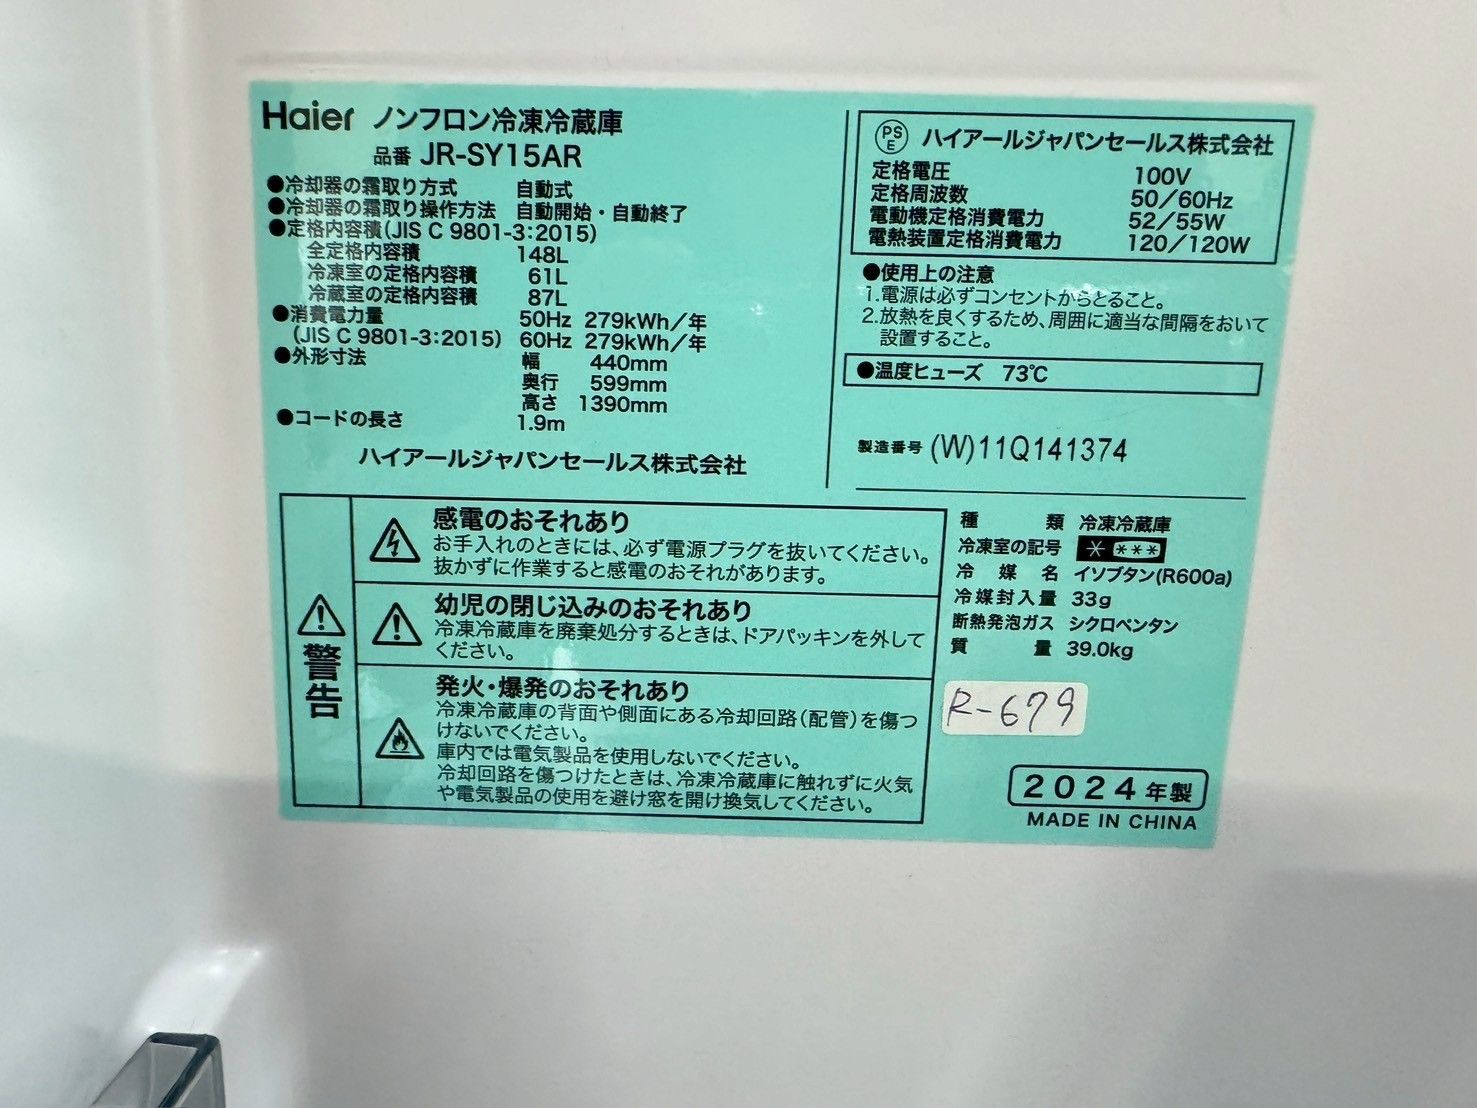 Haier ノンフロン冷凍冷蔵庫
品番 JR-SY15AR
●冷却器の霜取り方式 自動式
●冷却器の霜取り操作方法 自動開始・自動終了
●定格内容積(JIS C 9801-3:2015)
全定格内容積 148L
冷凍室の定格内容積 61L
冷蔵室の定格内容積 87L
●消費電力量 50Hz 279kWh/年
(JIS C 9801-3:2015) 60Hz 279kWh/年
●外形寸法 幅 440mm
奥行 599mm
高さ 1390mm
●コードの長さ 1.9m
ハイアールジャパンセールス株式会社
PSE ハイアールジャパンセールス株式会社
定格電圧 100V
定格周波数 50/60Hz
電動機定格消費電力 52/55W
電熱装置定格消費電力 120/120W
●使用上の注意
1.電源は必ずコンセントからとること。
2.放熱を良くするため、周囲に適当な間隔をおいて
設置すること。
●温度ヒューズ 73℃
製造番号 (W)11Q141374
警告
感電のおそれあり
お手入れのときには、必ず電源プラグを抜いてください。
抜かずに作業すると感電のおそれがあります。
幼児の閉じ込みのおそれあり
冷凍冷蔵庫を廃棄処分するときは、ドアパッキンを外して
ください。
発火・爆発のおそれあり
冷凍冷蔵庫の背面や側面にある冷却回路(配管)を傷つ
けないでください。
庫内では電気製品を使用しないでください。
冷却回路を傷つけたときは、冷凍冷蔵庫に触れずに火気
や電気製品の使用を避け窓を開け換気してください。
種類 冷凍冷蔵庫
冷凍室の記号 * ***
冷媒名 イソブタン(R600a)
冷媒封入量 33g
断熱発泡ガス シクロペンタン
質量 39.0kg
R-679
2024年製
MADE IN CHINA